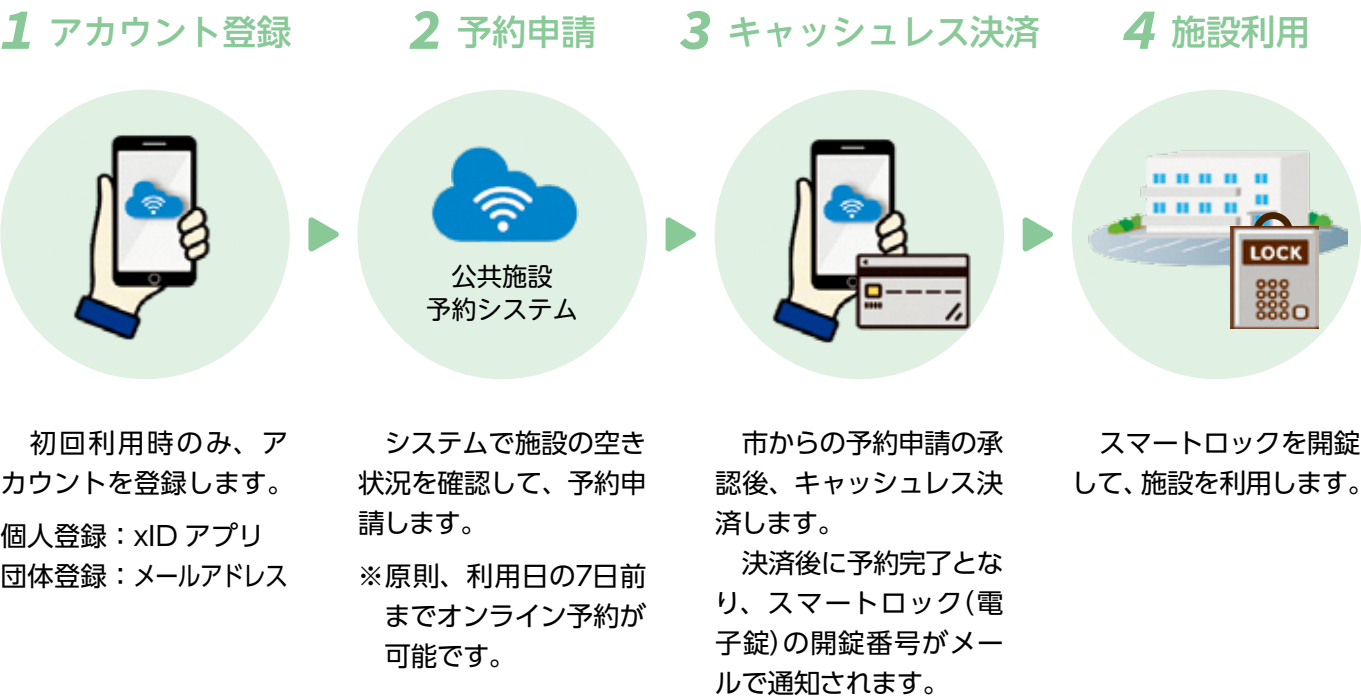 1 アカウント登録
2 予約申請
3 キャッシュレス決済
4 施設利用
公共施設
予約システム
LOCK
初回利用時のみ、ア
カウントを登録します。
個人登録：xID アプリ
団体登録：メールアドレス
システムで施設の空き
状況を確認して、予約申
請します。
※原則、利用日の7日前
までオンライン予約が
可能です。
市からの予約申請の承
認後、キャッシュレス決
済します。
決済後に予約完了とな
り、スマートロック(電
子錠)の開錠番号がメー
ルで通知されます。
スマートロックを開錠
して、施設を利用します。